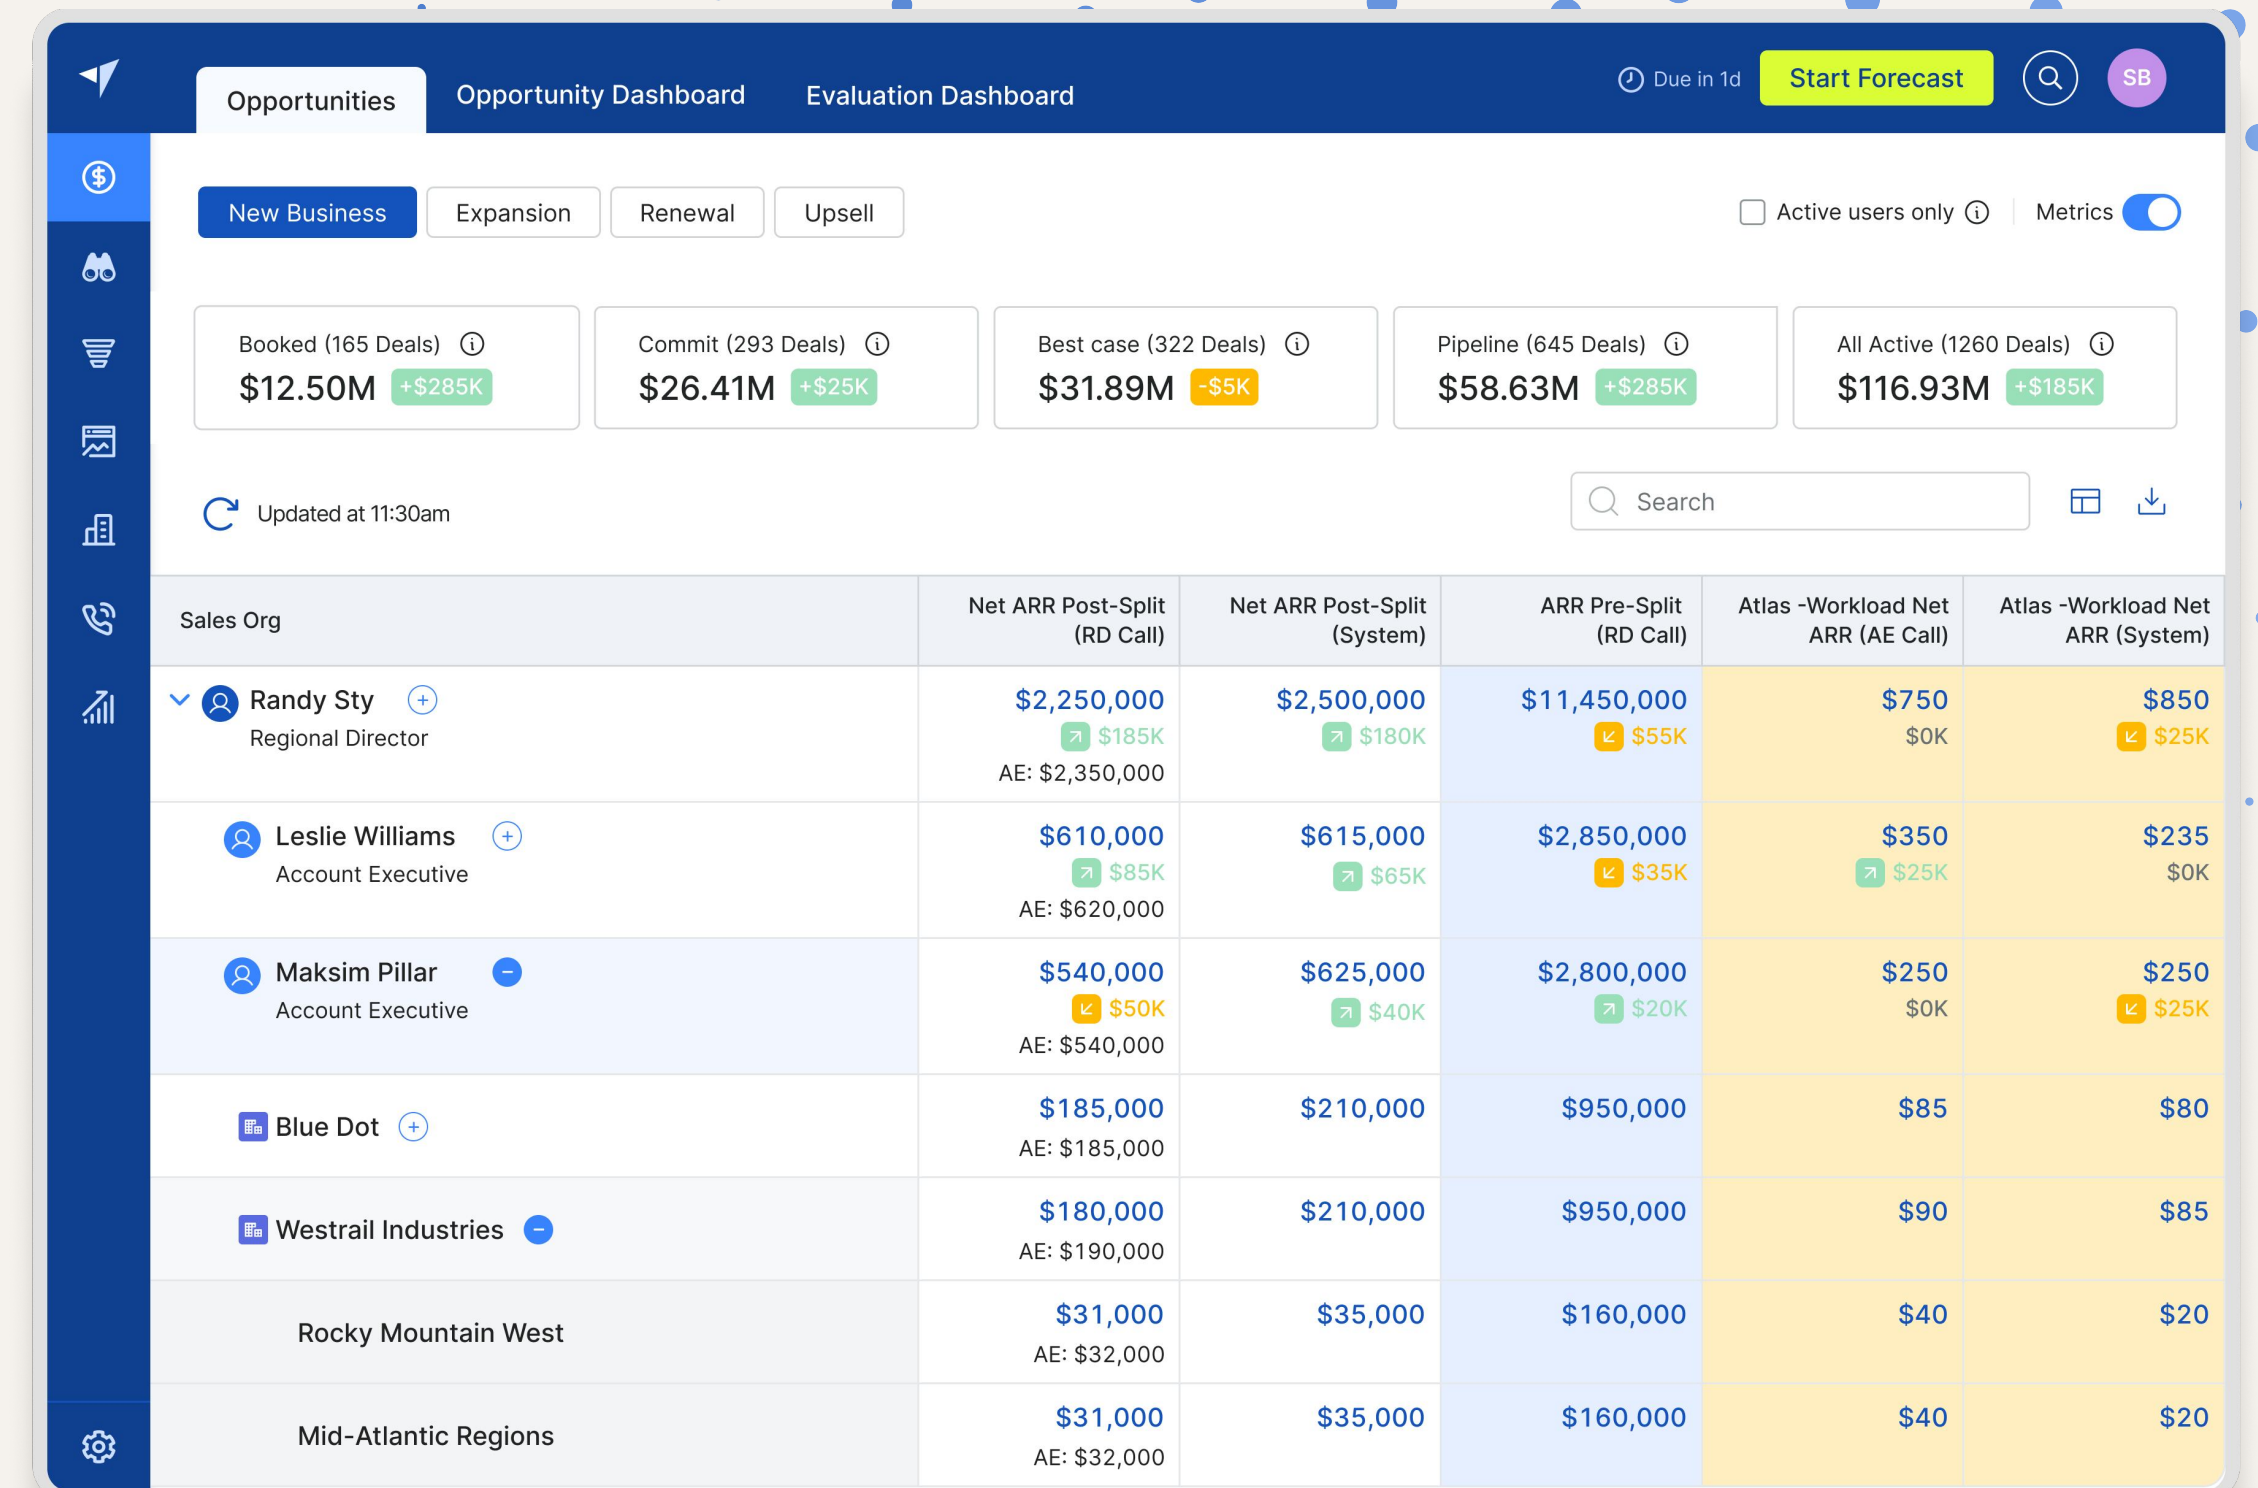 Opportunities
Opportunity Dashboard
Evaluation Dashboard
Due in 1d
Start Forecast
SB
New Business
Expansion
Renewal
Upsell
Active users only
Metrics
Booked (165 Deals)
$12.50M +$285K
Commit (293 Deals)
$26.41M +$25K
Best case (322 Deals)
$31.89M -$5K
Pipeline (645 Deals)
$58.63M +$285K
All Active (1260 Deals)
$116.93M +$185K
Updated at 11:30am
Search
Sales Org
Net ARR Post-Split
(RD Call)
Net ARR Post-Split
(System)
ARR Pre-Split
(RD Call)
Atlas -Workload Net
ARR (AE Call)
Atlas -Workload Net
ARR (System)
Randy Sty
Regional Director
$2,250,000
$185K
AE: $2,350,000
$2,500,000
$180K
$11,450,000
$55K
$750
$0K
$850
$25K
Leslie Williams
Account Executive
$610,000
$85K
AE: $620,000
$615,000
$65K
$2,850,000
$35K
$350
$25K
$235
$0K
Maksim Pillar
Account Executive
$540,000
$50K
AE: $540,000
$625,000
$40K
$2,800,000
$20K
$250
$0K
$250
$25K
Blue Dot
$185,000
AE: $185,000
$210,000
$950,000
$85
$80
Westrail Industries
$180,000
AE: $190,000
$210,000
$950,000
$90
$85
Rocky Mountain West
$31,000
AE: $32,000
$35,000
$160,000
$40
$20
Mid-Atlantic Regions
$31,000
AE: $32,000
$35,000
$160,000
$40
$20